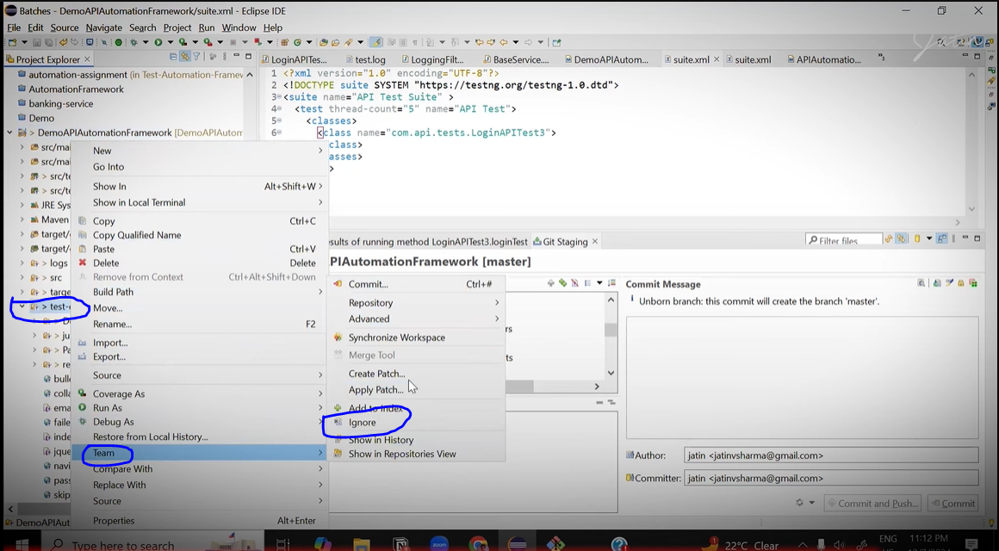 Batches - DemoAPIAutomationFramework/suite.xml - Eclipse IDE
File Edit Source Navigate Search Project Run Window Help
Project Explorer
automation-assignment (in Test-Automation-Framew
AutomationFramework
banking-service
Demo
> DemoAPIAutomationFramework [DemoAPIAutom
src/mai
src/mai
> src/te
> src/te
JRE Sys
Maven
target/
target/
> logs
> src
> targe
> test-
> ju
> Pa
> re
bulle
colla
ema
faile
inde
jque
navi
pass
skip
LoginAPITes...
test.log
LoggingFilt...
BaseService....
DemoAPIAutom...
suite.xml
suite.xml
APIAutomatio...
1 <?xml version="1.0" encoding="UTF-8"?>
2 <!DOCTYPE suite SYSTEM "https://testng.org/testng-1.0.dtd">
3 <suite name="API Test Suite" >
4 <test thread-count="5" name="API Test">
5 <classes>
6 <class name="com.api.tests.LoginAPITest3">
class>
asses>
>
New
Go Into
Show In Alt+Shift+W >
Show in Local Terminal
Copy Ctrl+C
Copy Qualified Name
Paste Ctrl+V
Delete Delete
Remove from Context Ctrl+Alt+Shift+Down
Build Path
Move...
Rename... F2
Import...
Export...
Source
Coverage As
Run As
Debug As
Restore from Local History...
Team
Compare With
Replace With
Source
Properties Alt+Enter
Commit... Ctrl+#
Repository
Advanced
Synchronize Workspace
Merge Tool
Create Patch...
Apply Patch...
Add to Index
Ignore
Show in History
Show in Repositories View
sults of running method LoginAPITest3.loginTest
Git Staging
Filter files
PIAutomationFramework [master]
rs
ts
Commit Message
Unborn branch: this commit will create the branch 'master'.
Author: jatin <jatinvsharma@gmail.com>
Committer: jatin <jatinvsharma@gmail.com>
Commit and Push...
Commit
DemoAPIAut
Type here to search
zoom
1
22°C Clear
ENG
11:12 PM